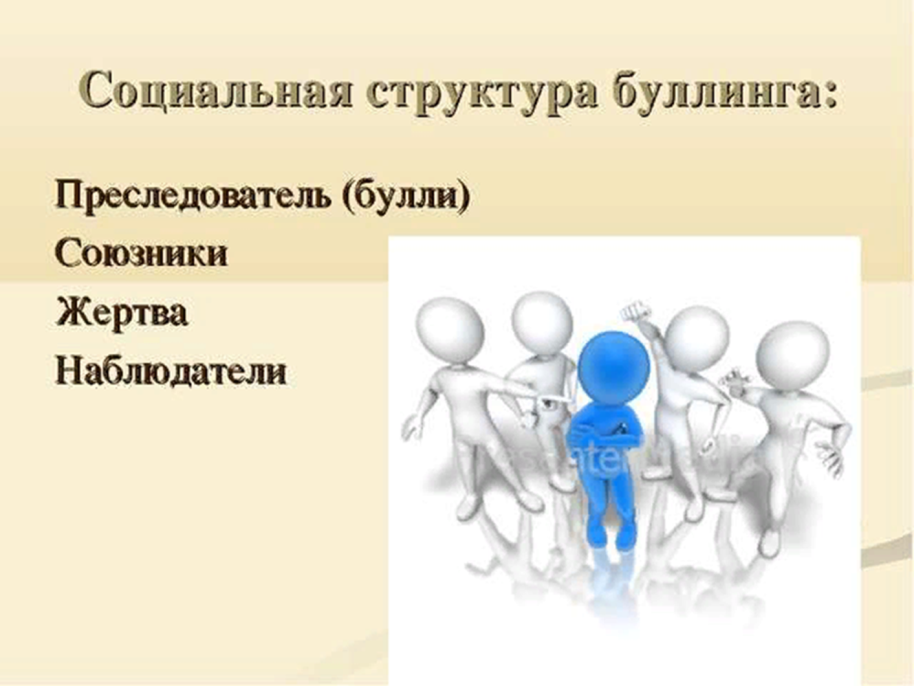 Социальная структура буллинга:
Преследователь (булли)
Союзники
Жертва
Наблюдатели